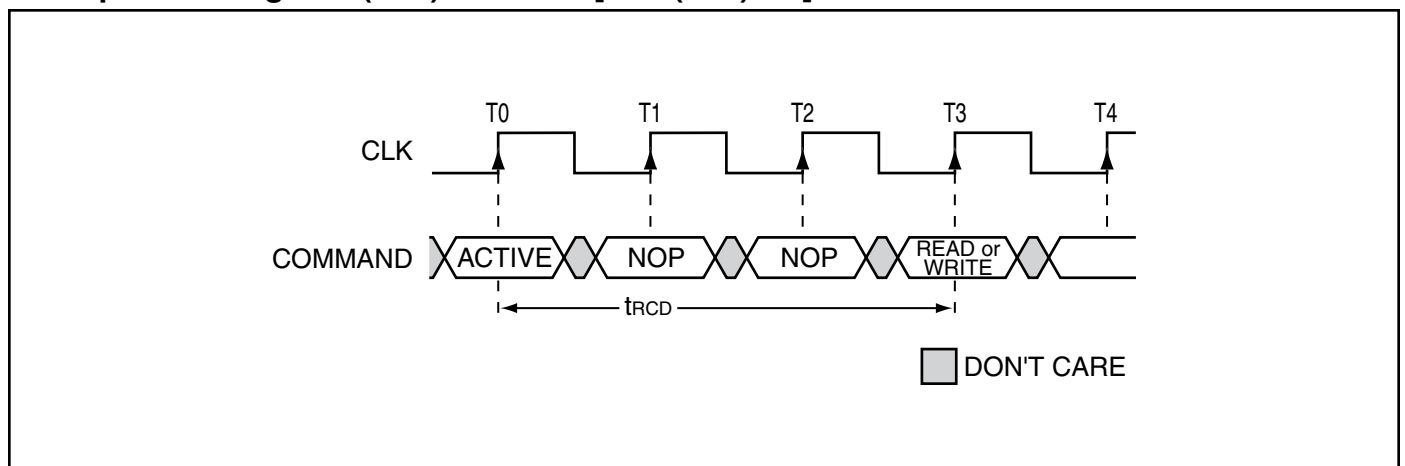 T0 T1 T2 T3 T4
CLK
COMMAND ACTIVE NOP NOP READ or
WRITE
tRCD
DON'T CARE